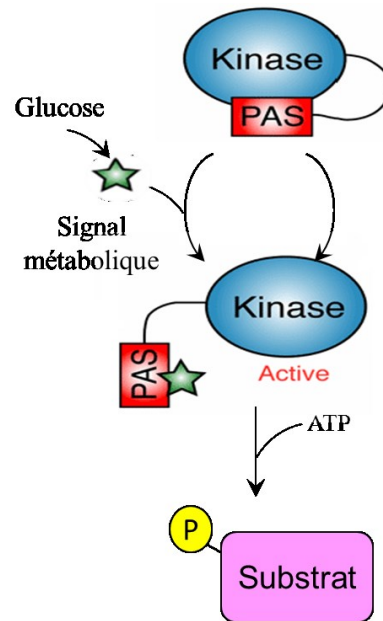 Kinase
PAS
Glucose
Signal
métabolique
Kinase
PAS
Active
ATP
P
Substrat